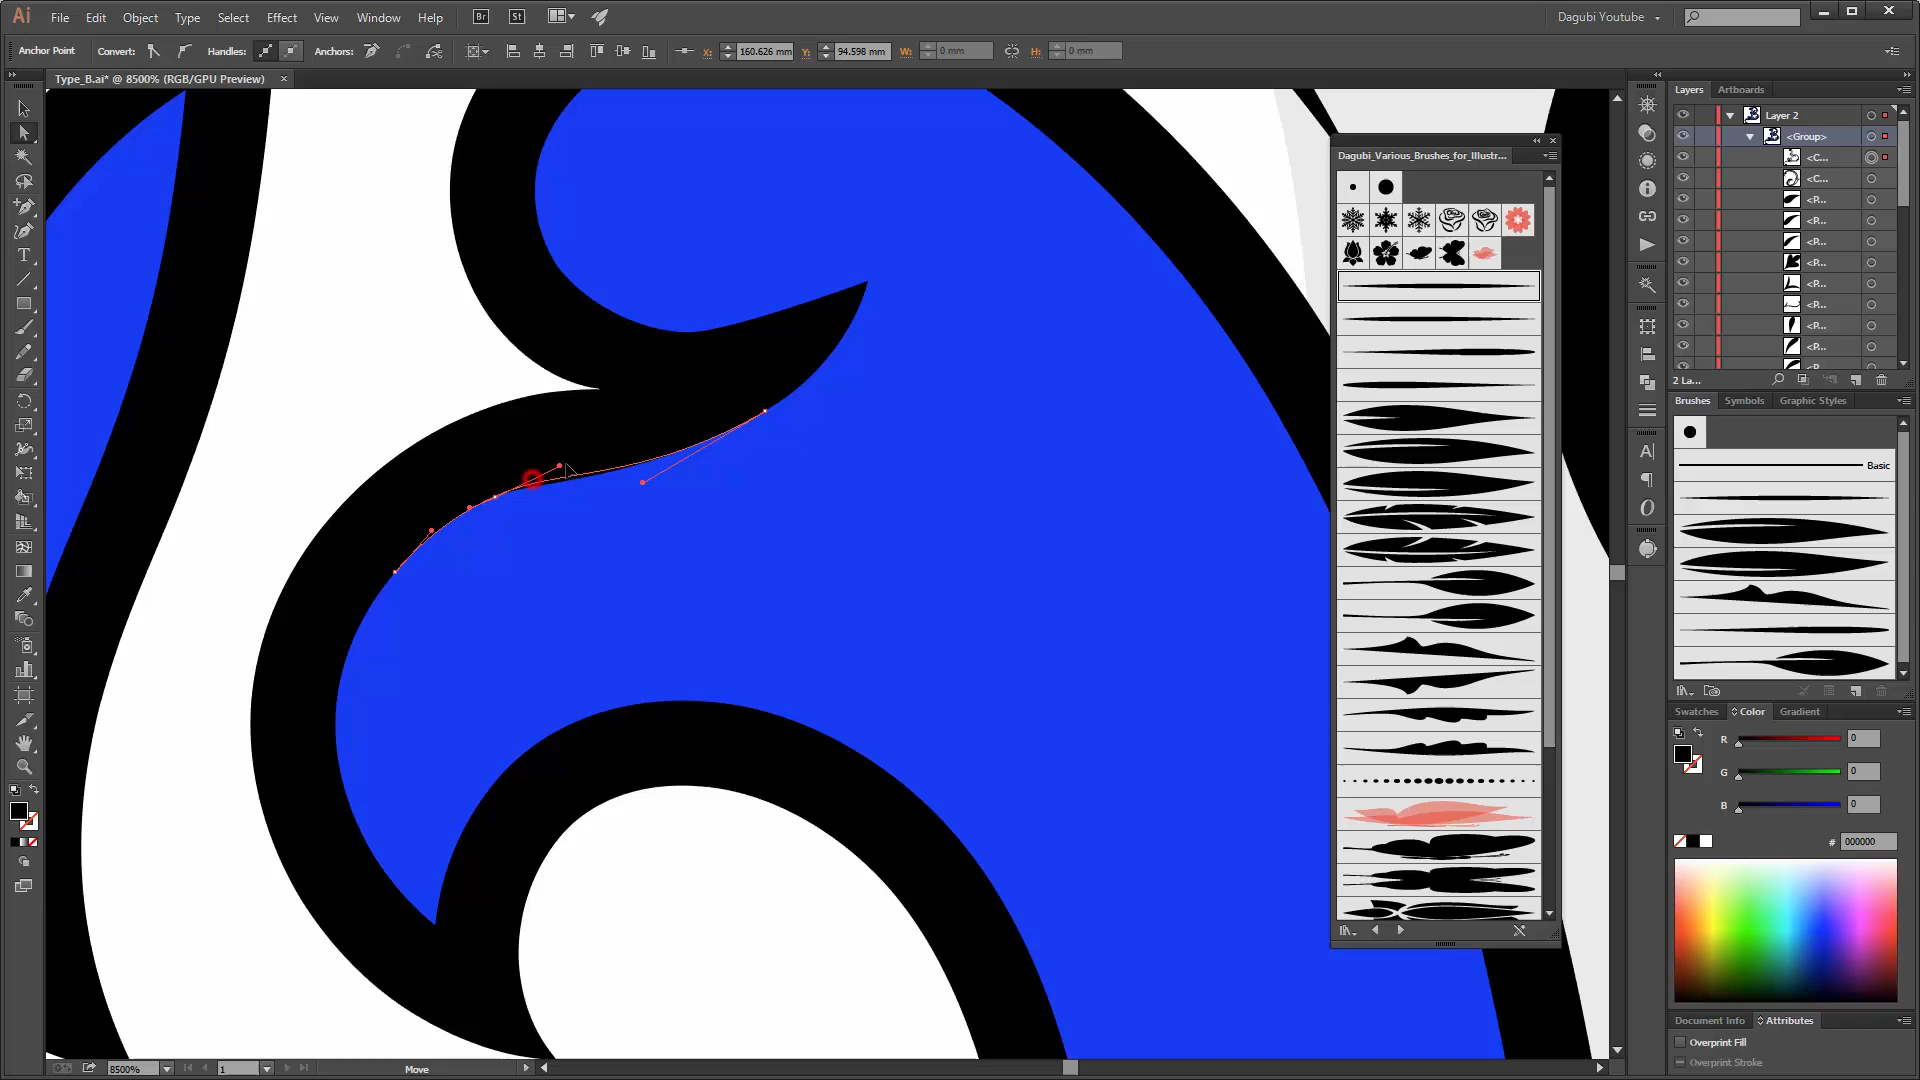 Ai File Edit Object Type Select Effect View Window Help Br St Dagubi Youtube
Anchor Point Convert: Handles: Anchors: X: 160.626 mm Y: 94.598 mm W: 0 mm H: 0 mm
Type_B.ai* @ 8500% (RGB/GPU Preview) ×
Layers Artboards
Layer 2
<Group>
<C...
<C...
<P...
<P...
<P...
<P...
<P...
<P...
<P...
<P...
2 La...
Dagubi_Various_Brushes_for_Illustr...
Brushes Symbols Graphic Styles
Basic
Swatches Color Gradient
R 0
G 0
B 0
# 000000
Document Info Attributes
Overprint Fill
Overprint Stroke
8500% 1 Move